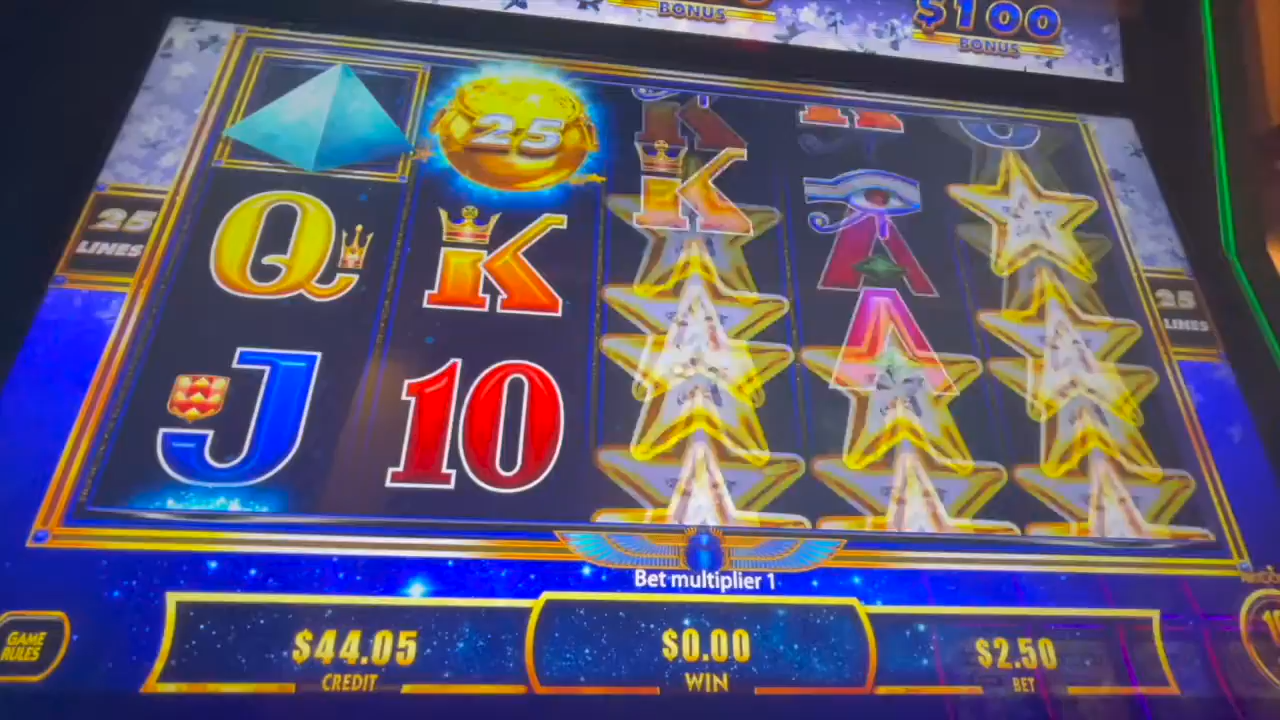 BONUS
$100
BONUS
25
K
K
25
LINES
Q
K
A
25
LINES
J
10
A
Bet multiplier 1
GAME
RULES
$44.05
CREDIT
$0.00
WIN
$2.50
BET